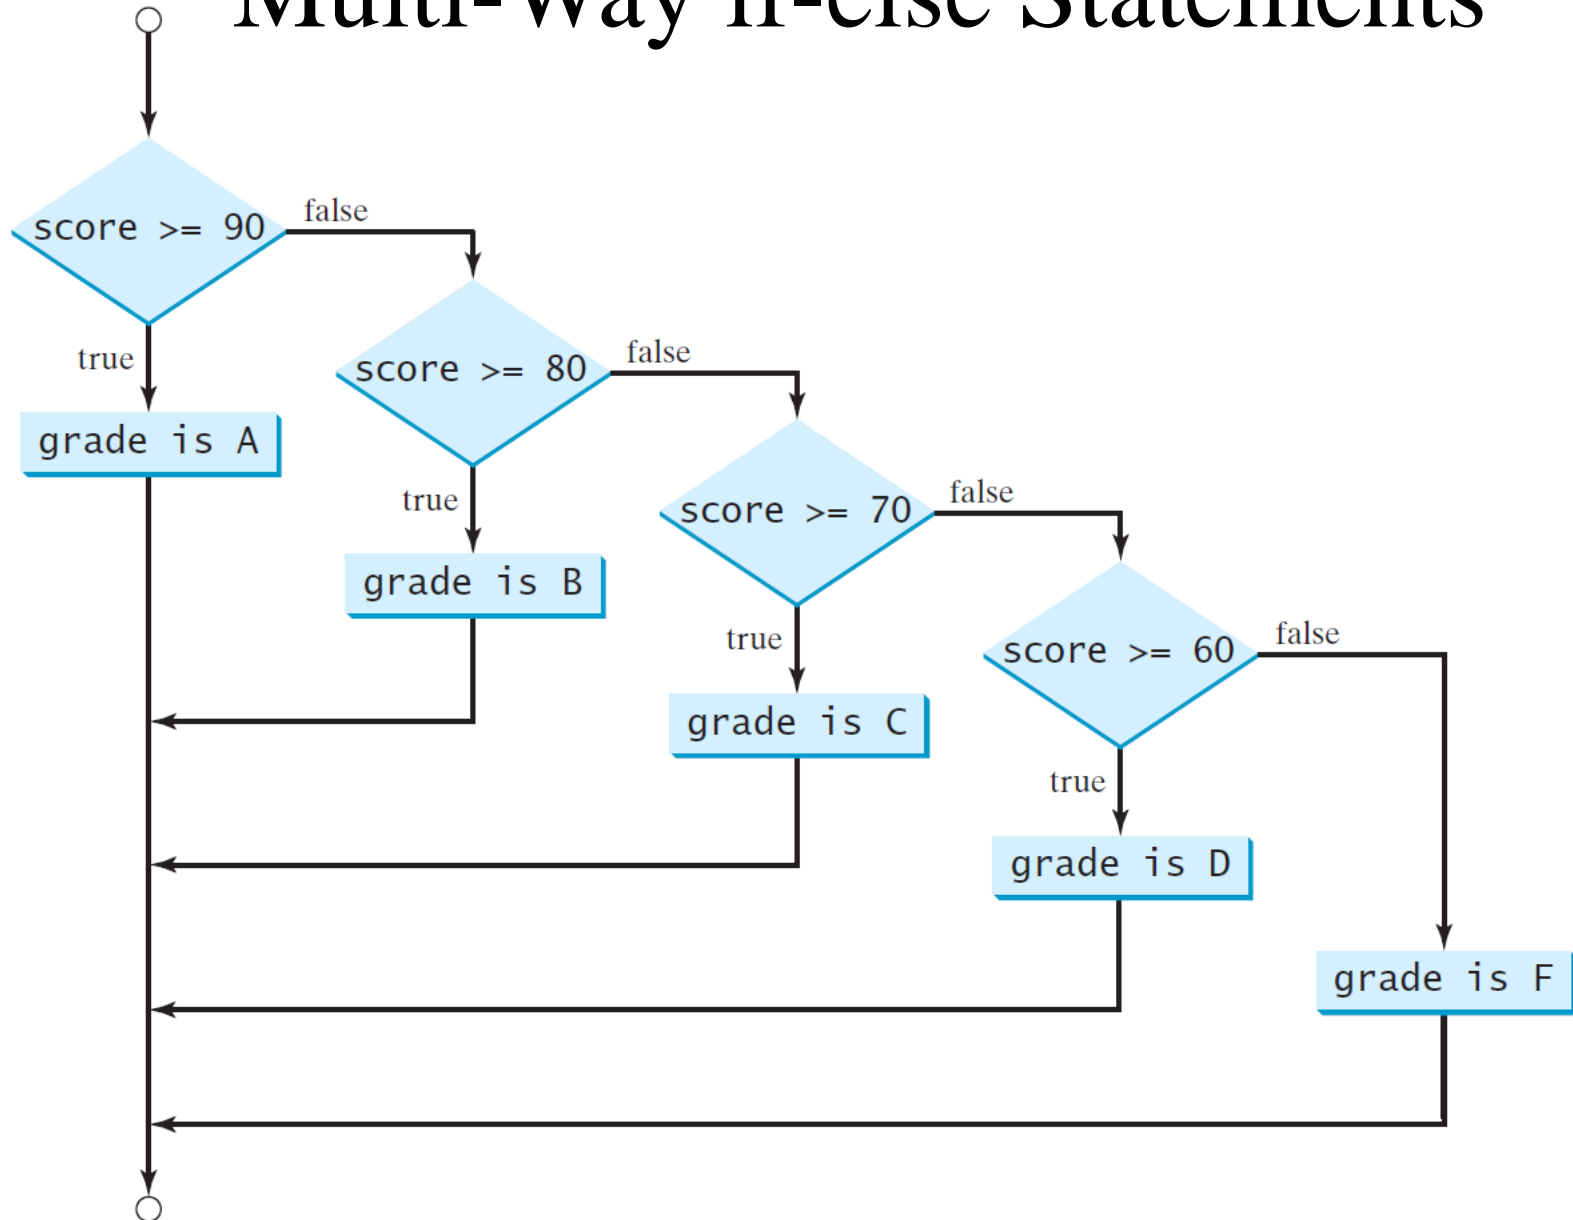 Multi-Way if-else Statements
false
score >= 90
true
false
score >= 80
grade is A
true
false
score >= 70
grade is B
true
false
score >= 60
grade is C
true
grade is D
grade is F